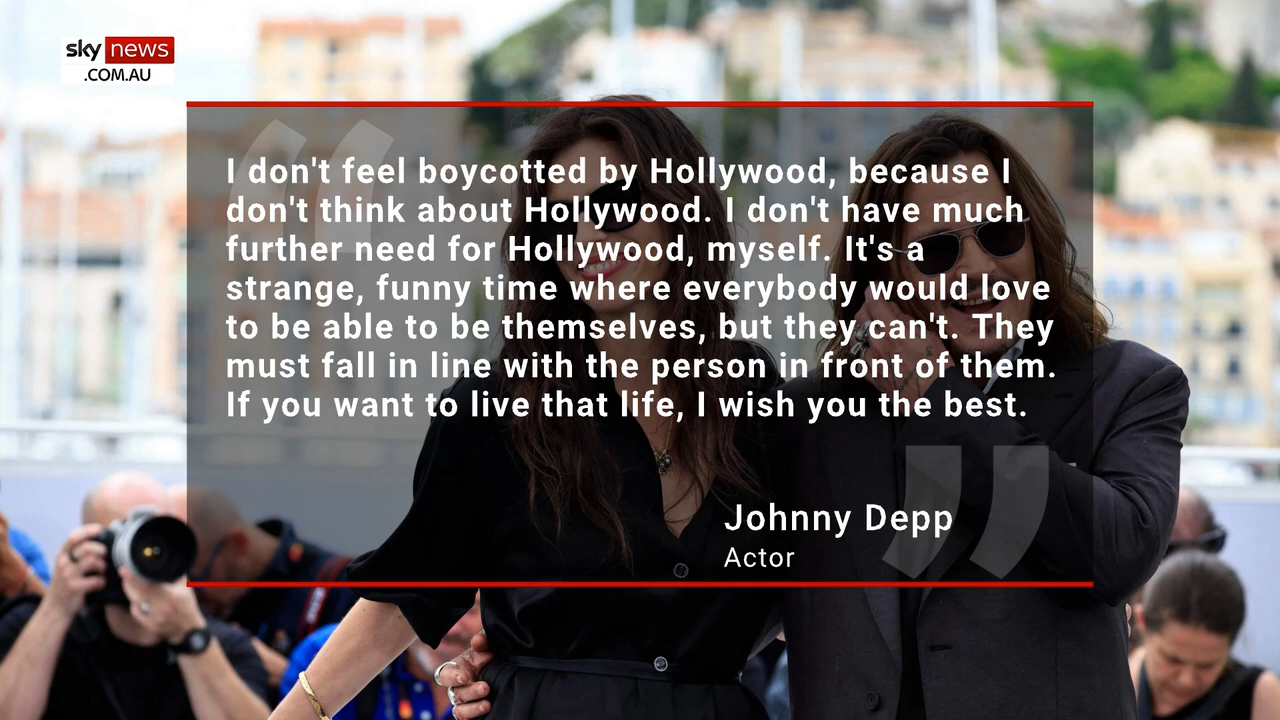 sky news
.COM.AU
I don't feel boycotted by Hollywood, because I
don't think about Hollywood. I don't have much
further need for Hollywood, myself. It's a
strange, funny time where everybody would love
to be able to be themselves, but they can't. They
must fall in line with the person in front of them.
If you want to live that life, I wish you the best.
Johnny Depp
Actor